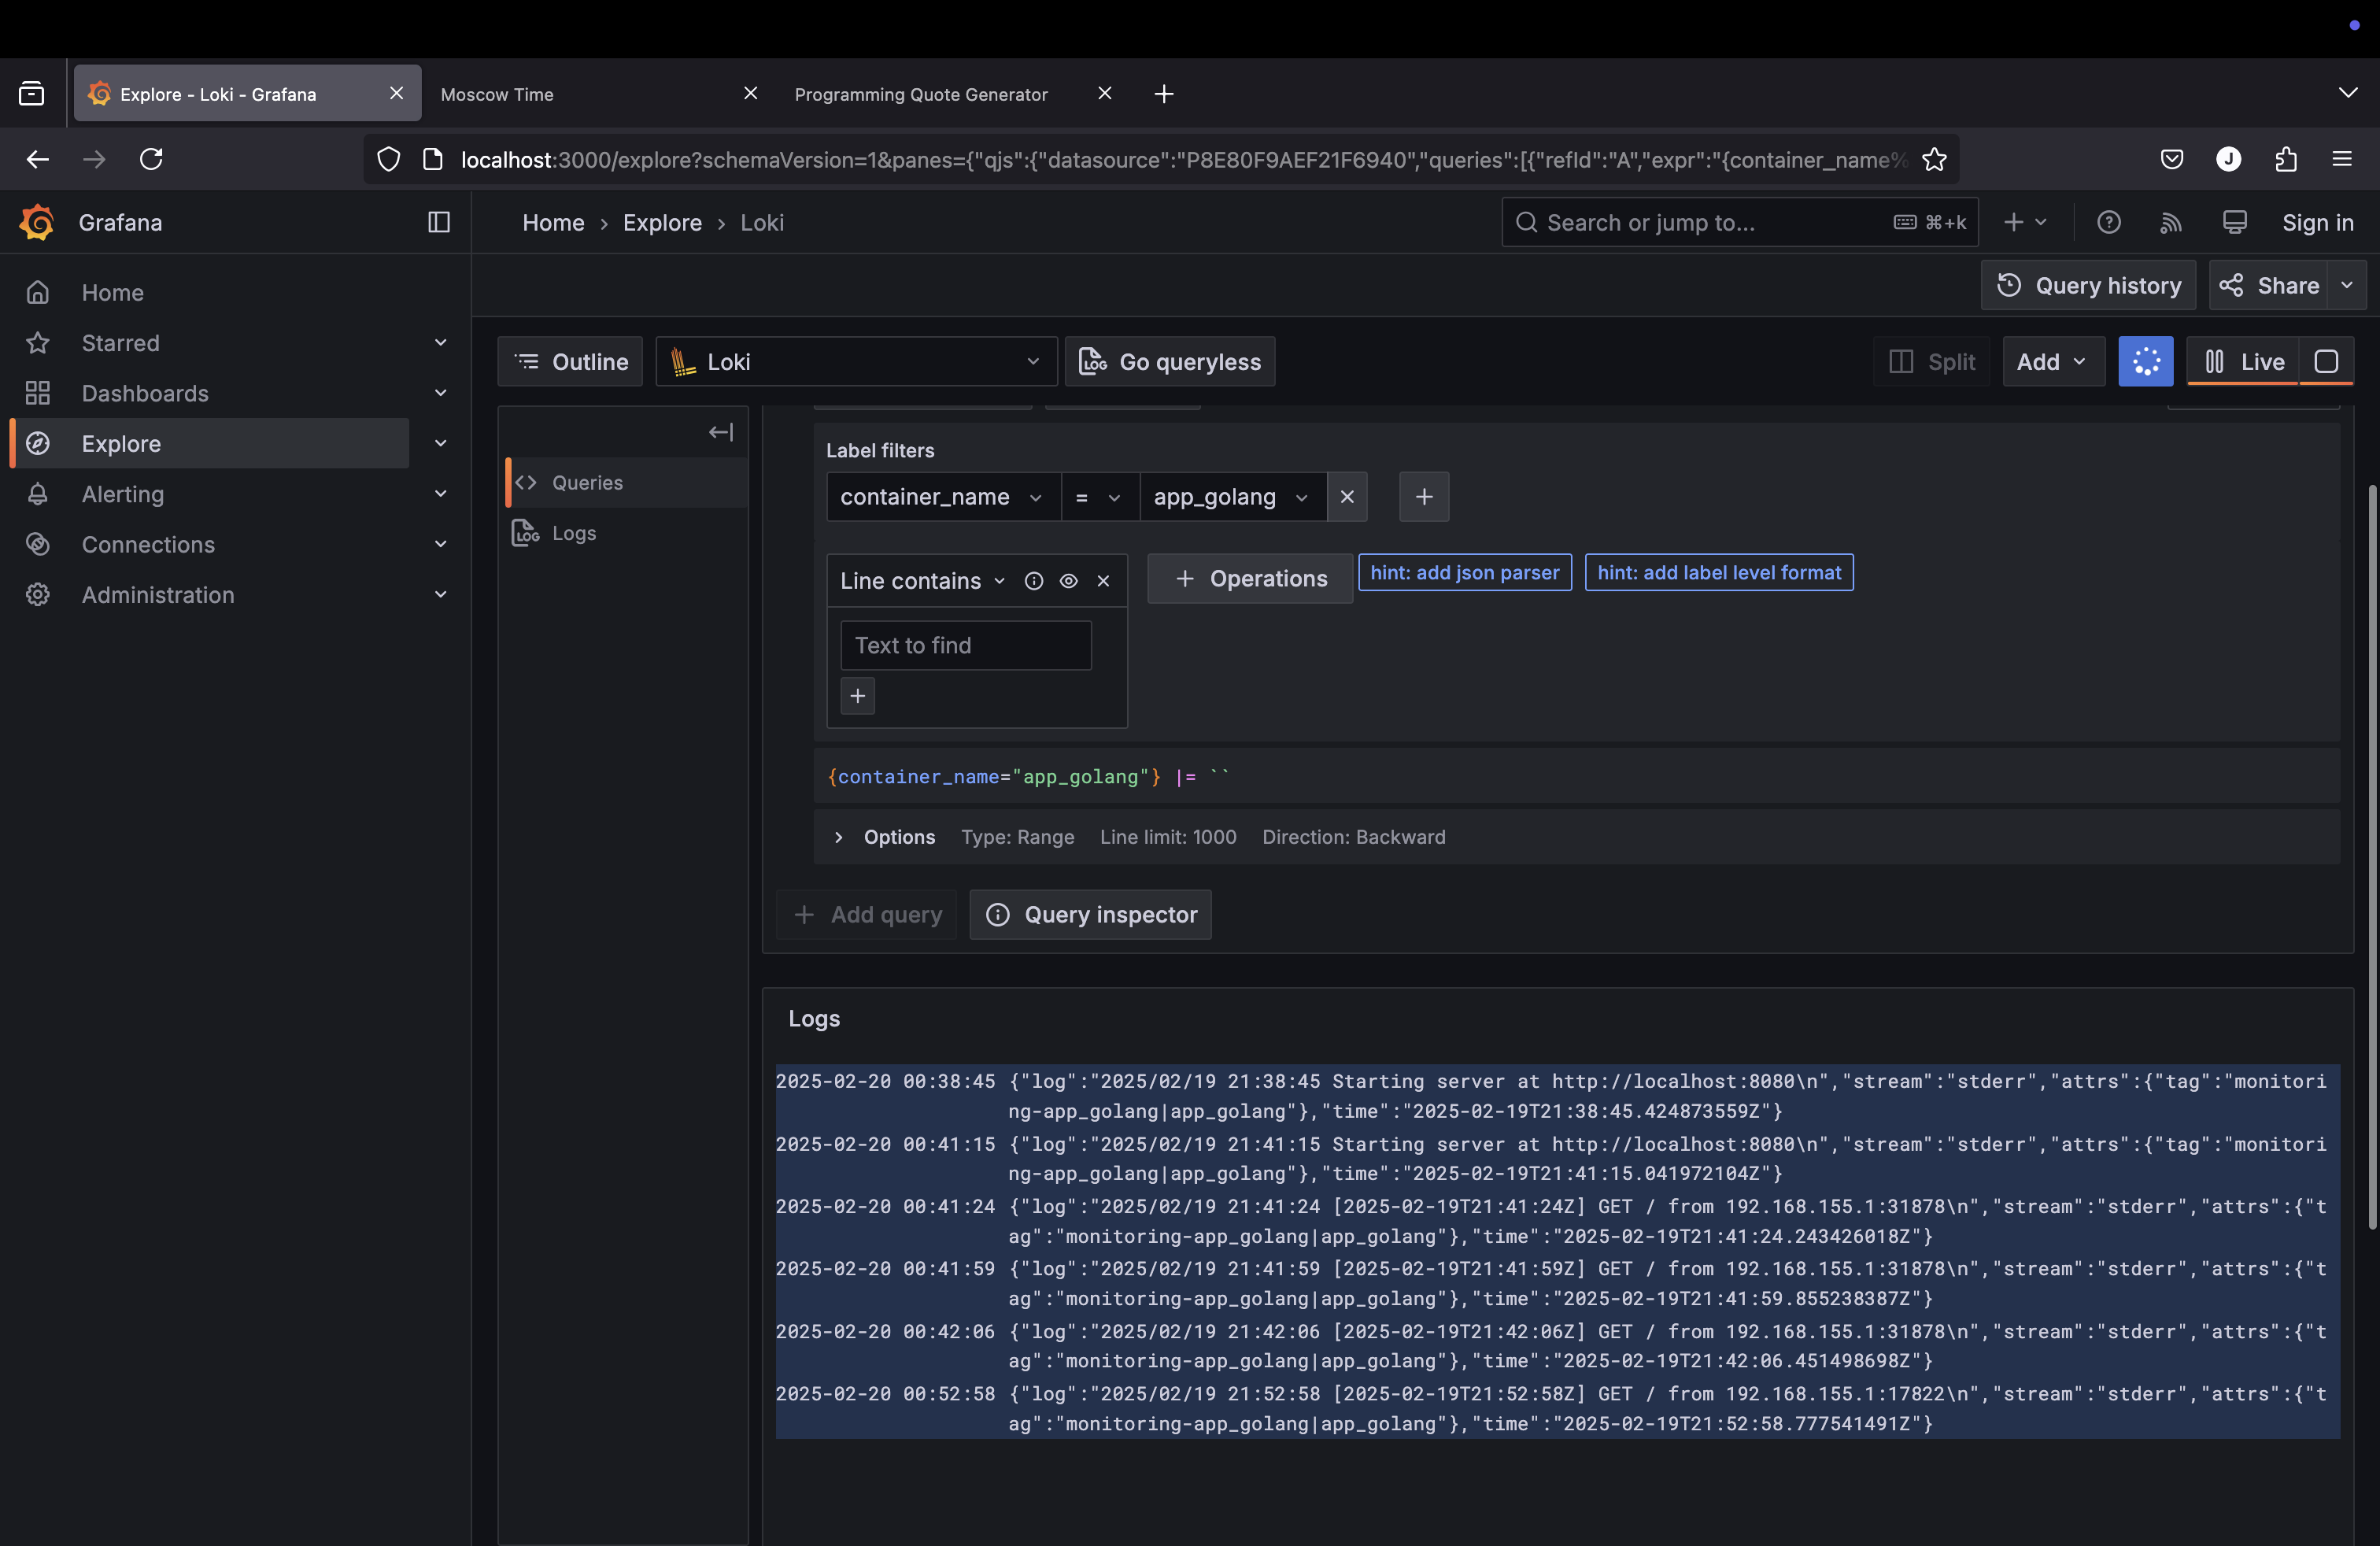 Explore - Loki - Grafana
Moscow Time
Programming Quote Generator
localhost:3000/explore?schemaVersion=1&panes={"qjs":{"datasource":"P8E80F9AEF21F6940","queries":[{"refId":"A","expr":"{container_name%
J
Grafana
Home › Explore › Loki
Search or jump to...
⌘+k
Sign in
Query history
Share
Home
Starred
Dashboards
Explore
Alerting
Connections
Administration
Outline
Loki
LOG Go queryless
Split
Add
Live
Queries
LOG Logs
Label filters
container_name
=
app_golang
Line contains
Operations
hint: add json parser
hint: add label level format
Text to find
{container_name="app_golang"} |= ``
Options Type: Range Line limit: 1000 Direction: Backward
Add query
Query inspector
Logs
2025-02-20 00:38:45 {"log":"2025/02/19 21:38:45 Starting server at http://localhost:8080\n","stream":"stderr","attrs":{"tag":"monitori
ng-app_golang|app_golang"},"time":"2025-02-19T21:38:45.424873559Z"}
2025-02-20 00:41:15 {"log":"2025/02/19 21:41:15 Starting server at http://localhost:8080\n","stream":"stderr","attrs":{"tag":"monitori
ng-app_golang|app_golang"},"time":"2025-02-19T21:41:15.041972104Z"}
2025-02-20 00:41:24 {"log":"2025/02/19 21:41:24 [2025-02-19T21:41:24Z] GET / from 192.168.155.1:31878\n","stream":"stderr","attrs":{"t
ag":"monitoring-app_golang|app_golang"},"time":"2025-02-19T21:41:24.243426018Z"}
2025-02-20 00:41:59 {"log":"2025/02/19 21:41:59 [2025-02-19T21:41:59Z] GET / from 192.168.155.1:31878\n","stream":"stderr","attrs":{"t
ag":"monitoring-app_golang|app_golang"},"time":"2025-02-19T21:41:59.855238387Z"}
2025-02-20 00:42:06 {"log":"2025/02/19 21:42:06 [2025-02-19T21:42:06Z] GET / from 192.168.155.1:31878\n","stream":"stderr","attrs":{"t
ag":"monitoring-app_golang|app_golang"},"time":"2025-02-19T21:42:06.451498698Z"}
2025-02-20 00:52:58 {"log":"2025/02/19 21:52:58 [2025-02-19T21:52:58Z] GET / from 192.168.155.1:17822\n","stream":"stderr","attrs":{"t
ag":"monitoring-app_golang|app_golang"},"time":"2025-02-19T21:52:58.777541491Z"}